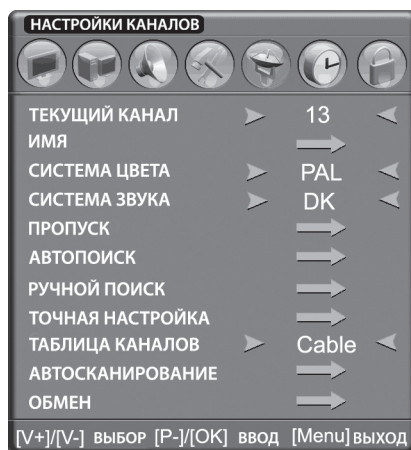 НАСТРОЙКИ КАНАЛОВ
ТЕКУЩИЙ КАНАЛ 13
ИМЯ
СИСТЕМА ЦВЕТА PAL
СИСТЕМА ЗВУКА DK
ПРОПУСК
АВТОПОИСК
РУЧНОЙ ПОИСК
ТОЧНАЯ НАСТРОЙКА
ТАБЛИЦА КАНАЛОВ Cable
АВТОСКАНИРОВАНИЕ
ОБМЕН
[V+]/[V-] ВЫБОР [P-]/[OK] ВВОД [Menu] ВЫХОД